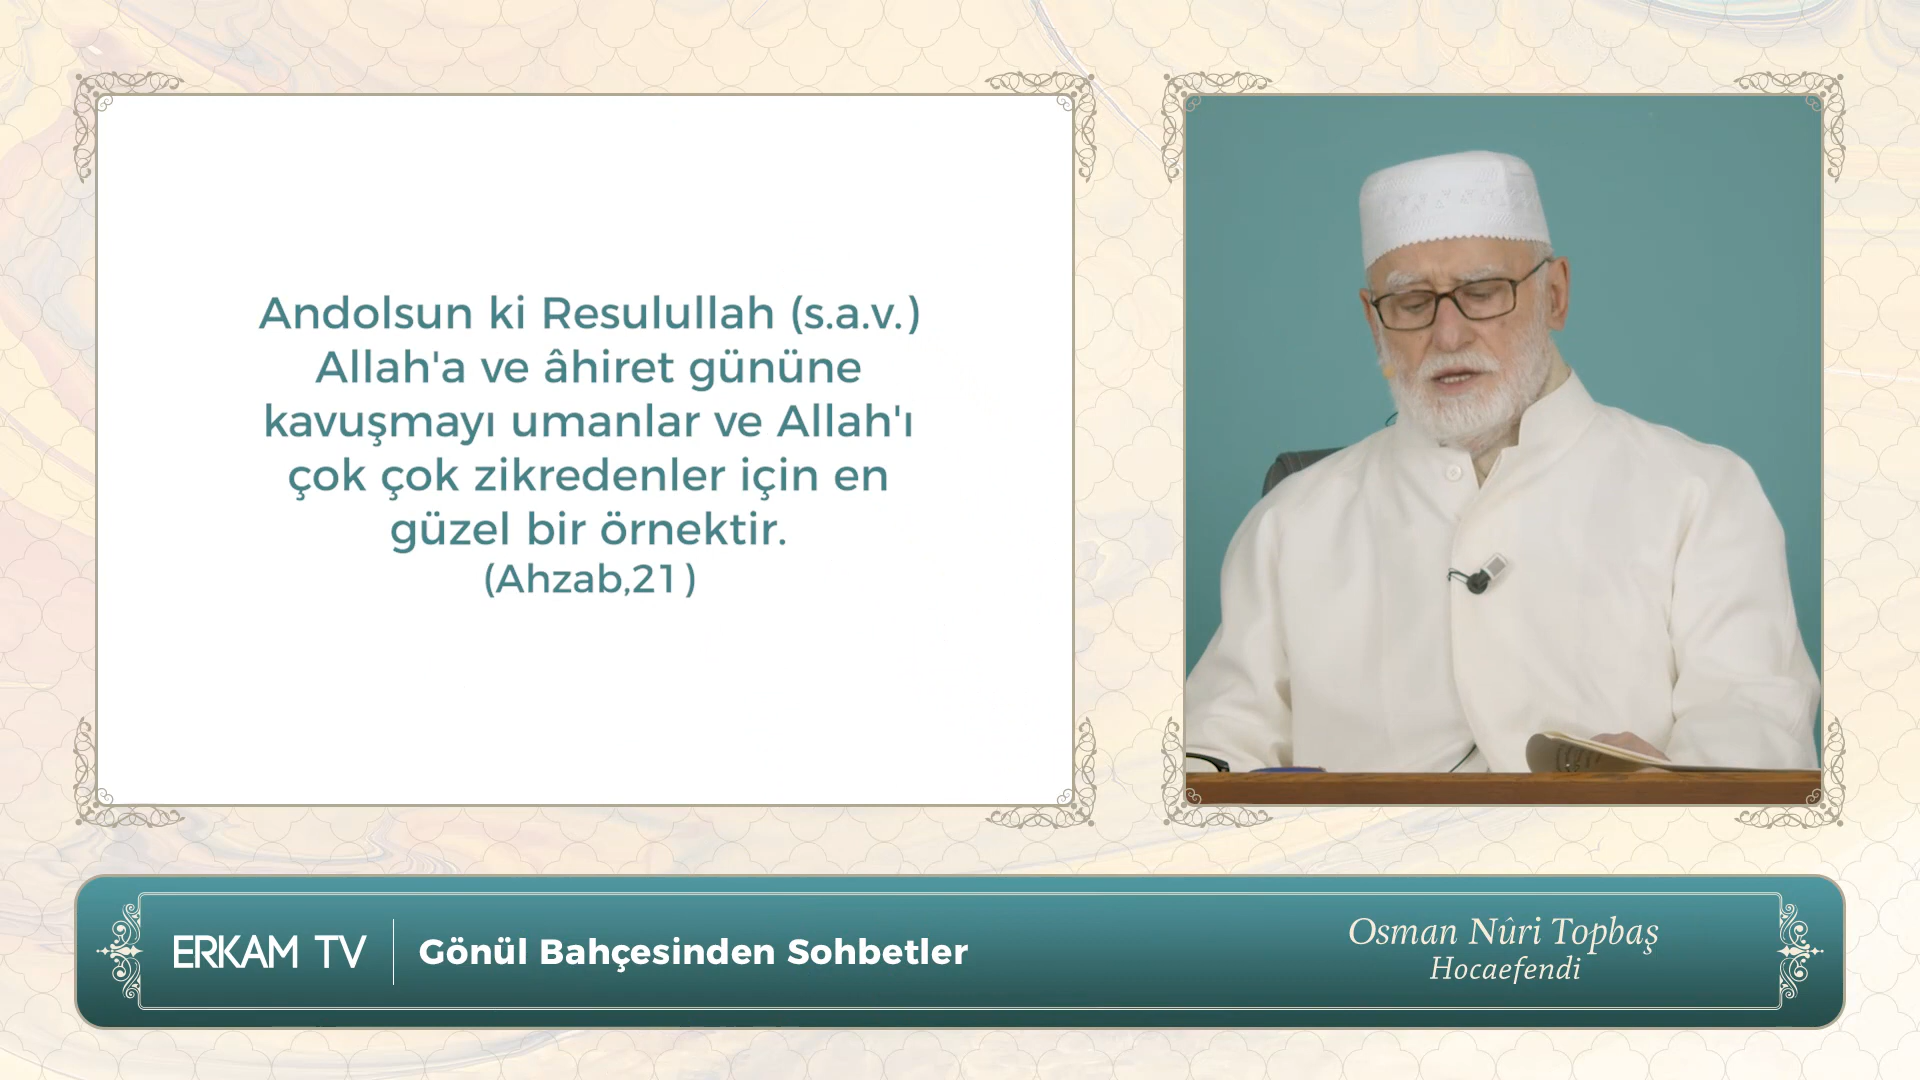 Andolsun ki Resulullah (s.a.v.)
Allah'a ve âhiret gününe
kavuşmayı umanlar ve Allah'ı
çok çok zikredenler için en
güzel bir örnektir.
(Ahzab,21)
ERKAM TV
Gönül Bahçesinden Sohbetler
Osman Nûri Topbaş
Hocaefendi